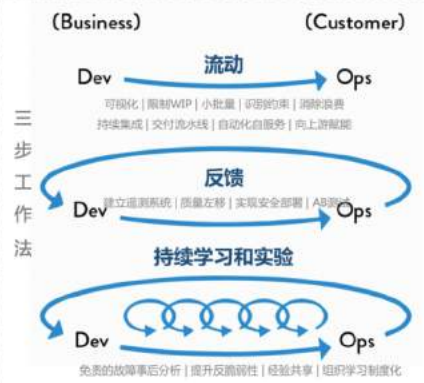 (Business) (Customer)
流动
Dev Ops
可视化 | 限制WIP | 小批量 | 识别约束 | 消除浪费
持续集成 | 交付流水线 | 自动化自服务 | 向上游赋能
三步工作法
反馈
建立遥测系统 | 质量左移 | 实现安全部署 | AB测试
Dev Ops
持续学习和实验
Dev Ops
免责的故障事后分析 | 提升反脆弱性 | 经验共享 | 组织学习制度化